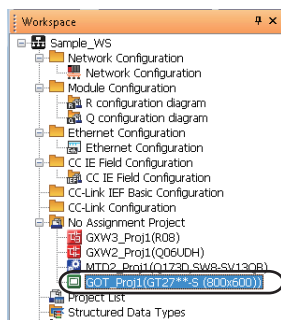 Workspace
Sample_WS
Network Configuration
Network Configuration
Module Configuration
R configuration diagram
Q configuration diagram
Ethernet Configuration
Ethernet Configuration
CC IE Field Configuration
CC IE Field Configuration
CC-Link IEF Basic Configuration
CC-Link Configuration
No Assignment Project
GXW3_Proj1(R08)
GXW2_Proj1(Q06UDH)
MTD2_Proj1(Q173D_SW8-SV13QB)
GOT_Proj1(GT27**-S (800x600))
Project List
Structured Data Types